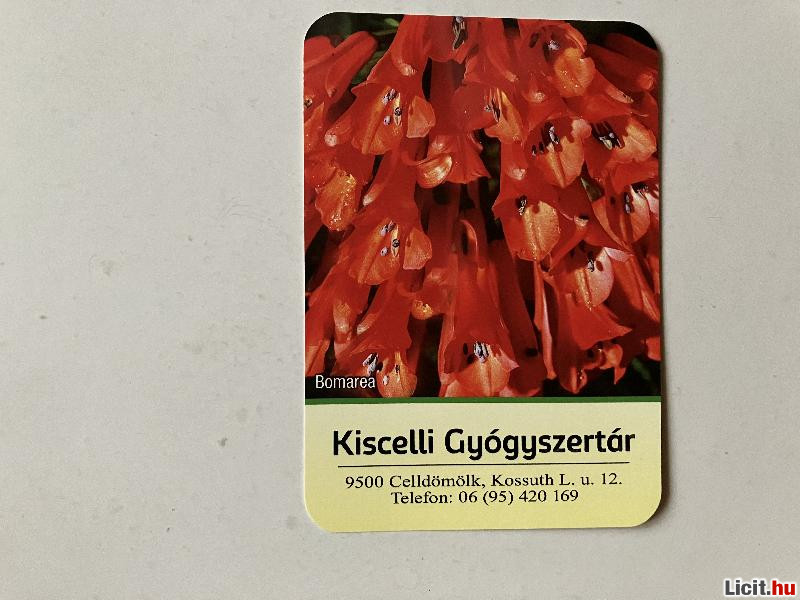 Bomarea
Kiscelli Gyógyszertár
9500 Celldömölk, Kossuth L. u. 12.
Telefon: 06 (95) 420 169
Licit.hu